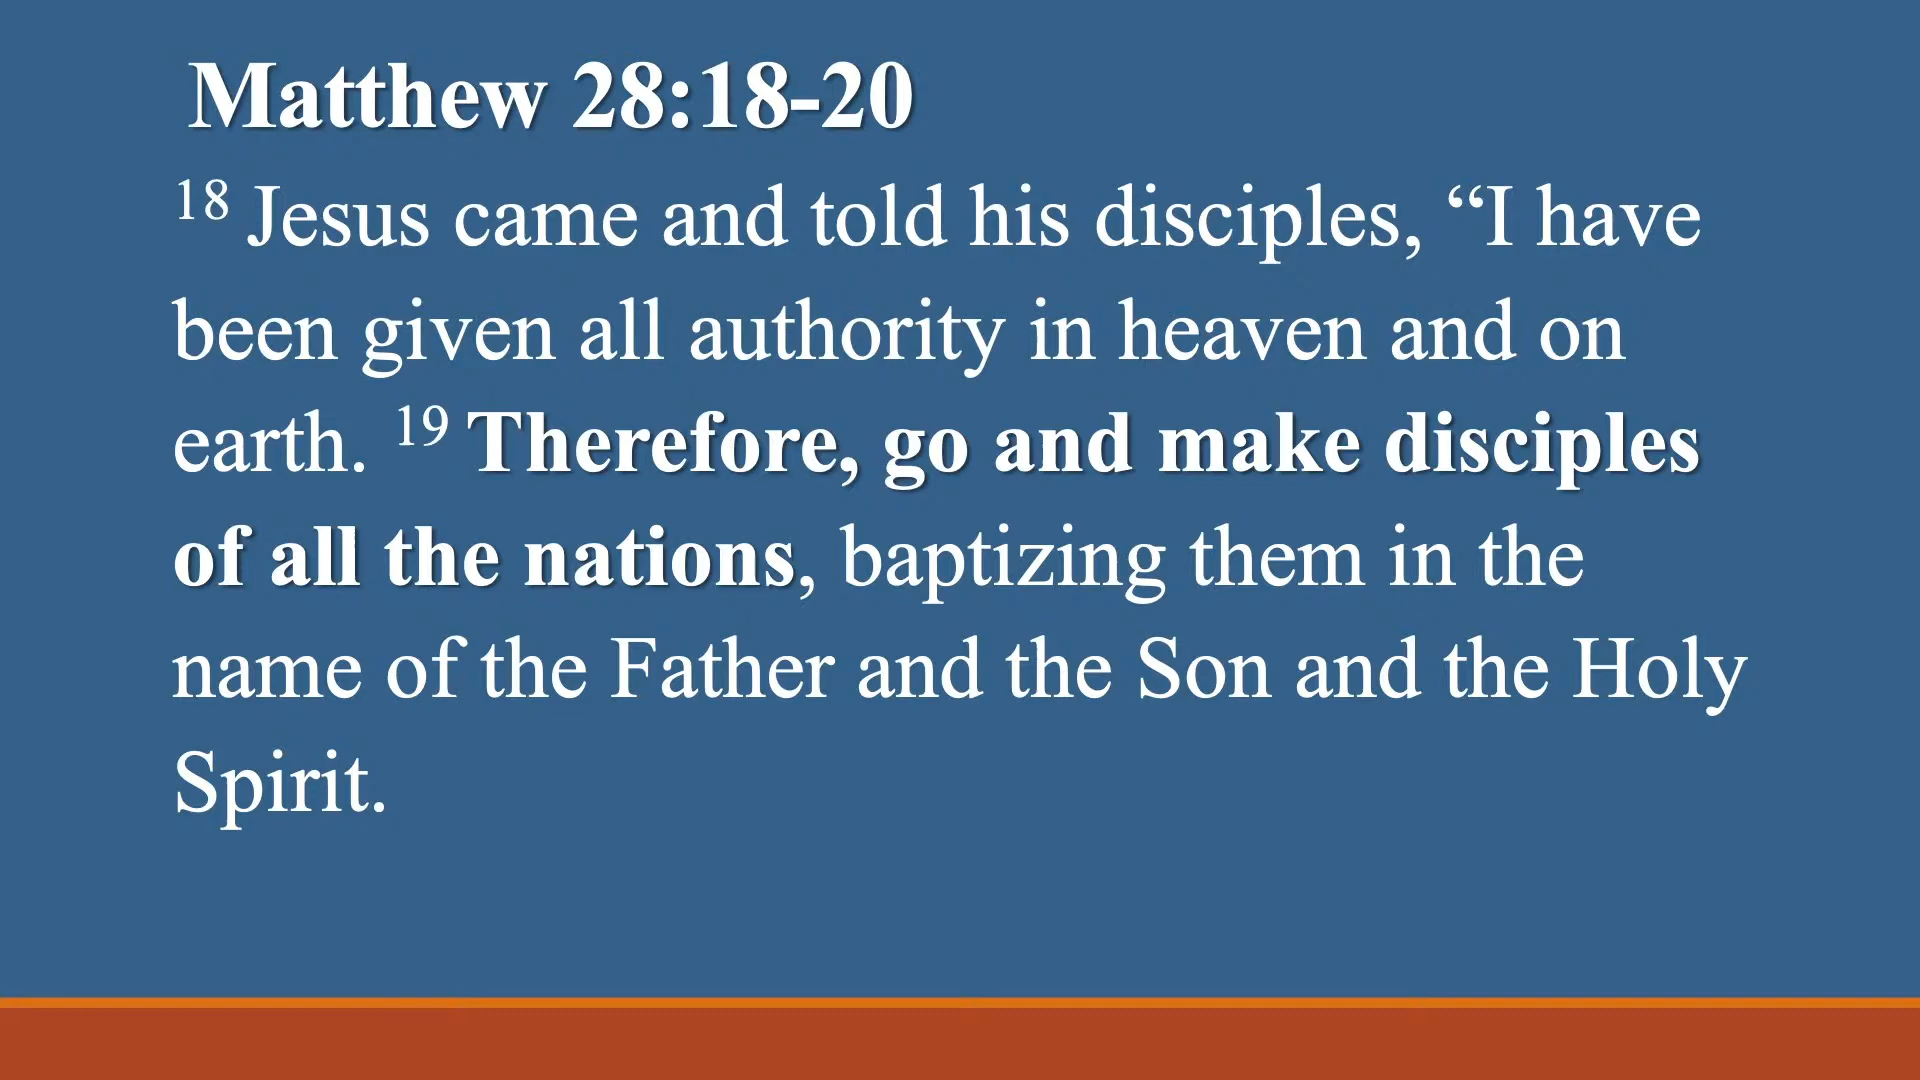 Matthew 28:18-20
18 Jesus came and told his disciples, “I have
been given all authority in heaven and on
earth. 19 Therefore, go and make disciples
of all the nations, baptizing them in the
name of the Father and the Son and the Holy
Spirit.